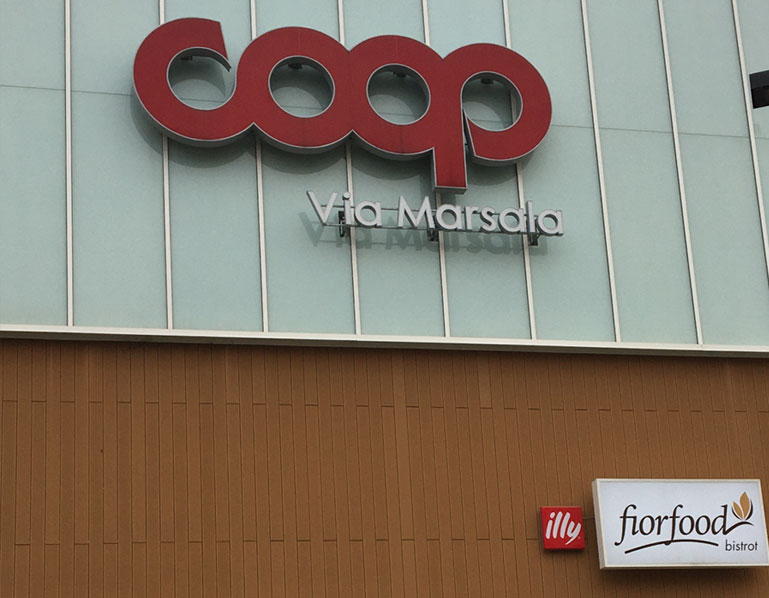 coop
Via Marsala
illy
fiorfood
bistrot